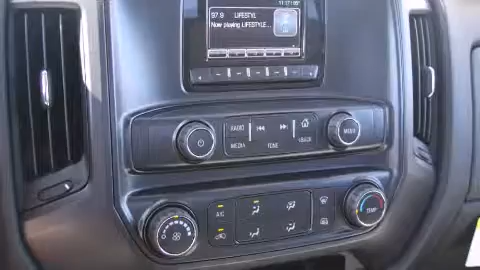 97.9 LIFESTYL
Now playing LIFESTYLE...
RADIO
MEDIA TONE BACK
MENU
A/C
TEMP